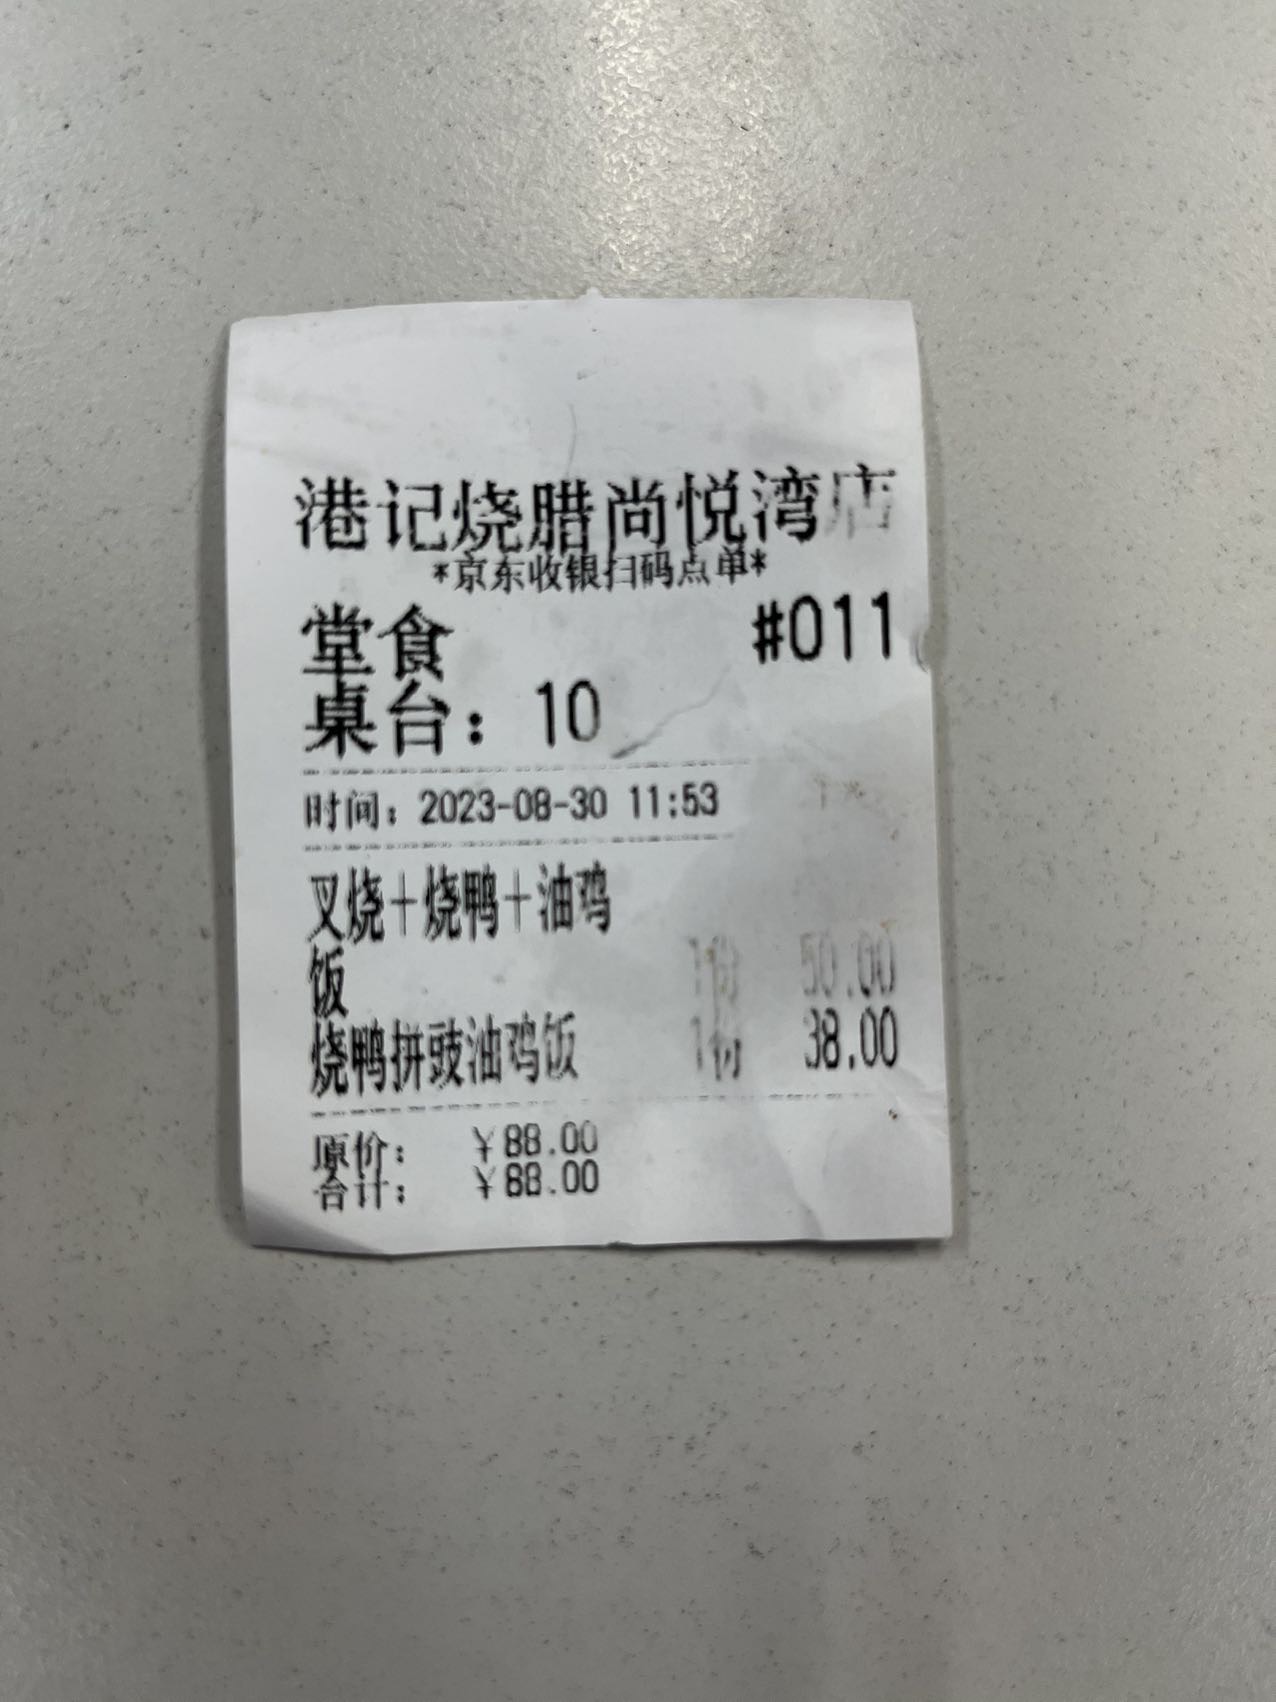 港记烧腊尚悦湾店
*京东收银扫码点单*
堂食 #011
桌台：10
时间：2023-08-30 11:53
叉烧+烧鸭+油鸡
饭 1份 50.00
烧鸭拼豉油鸡饭 1份 38.00
原价： ￥88.00
合计： ￥88.00